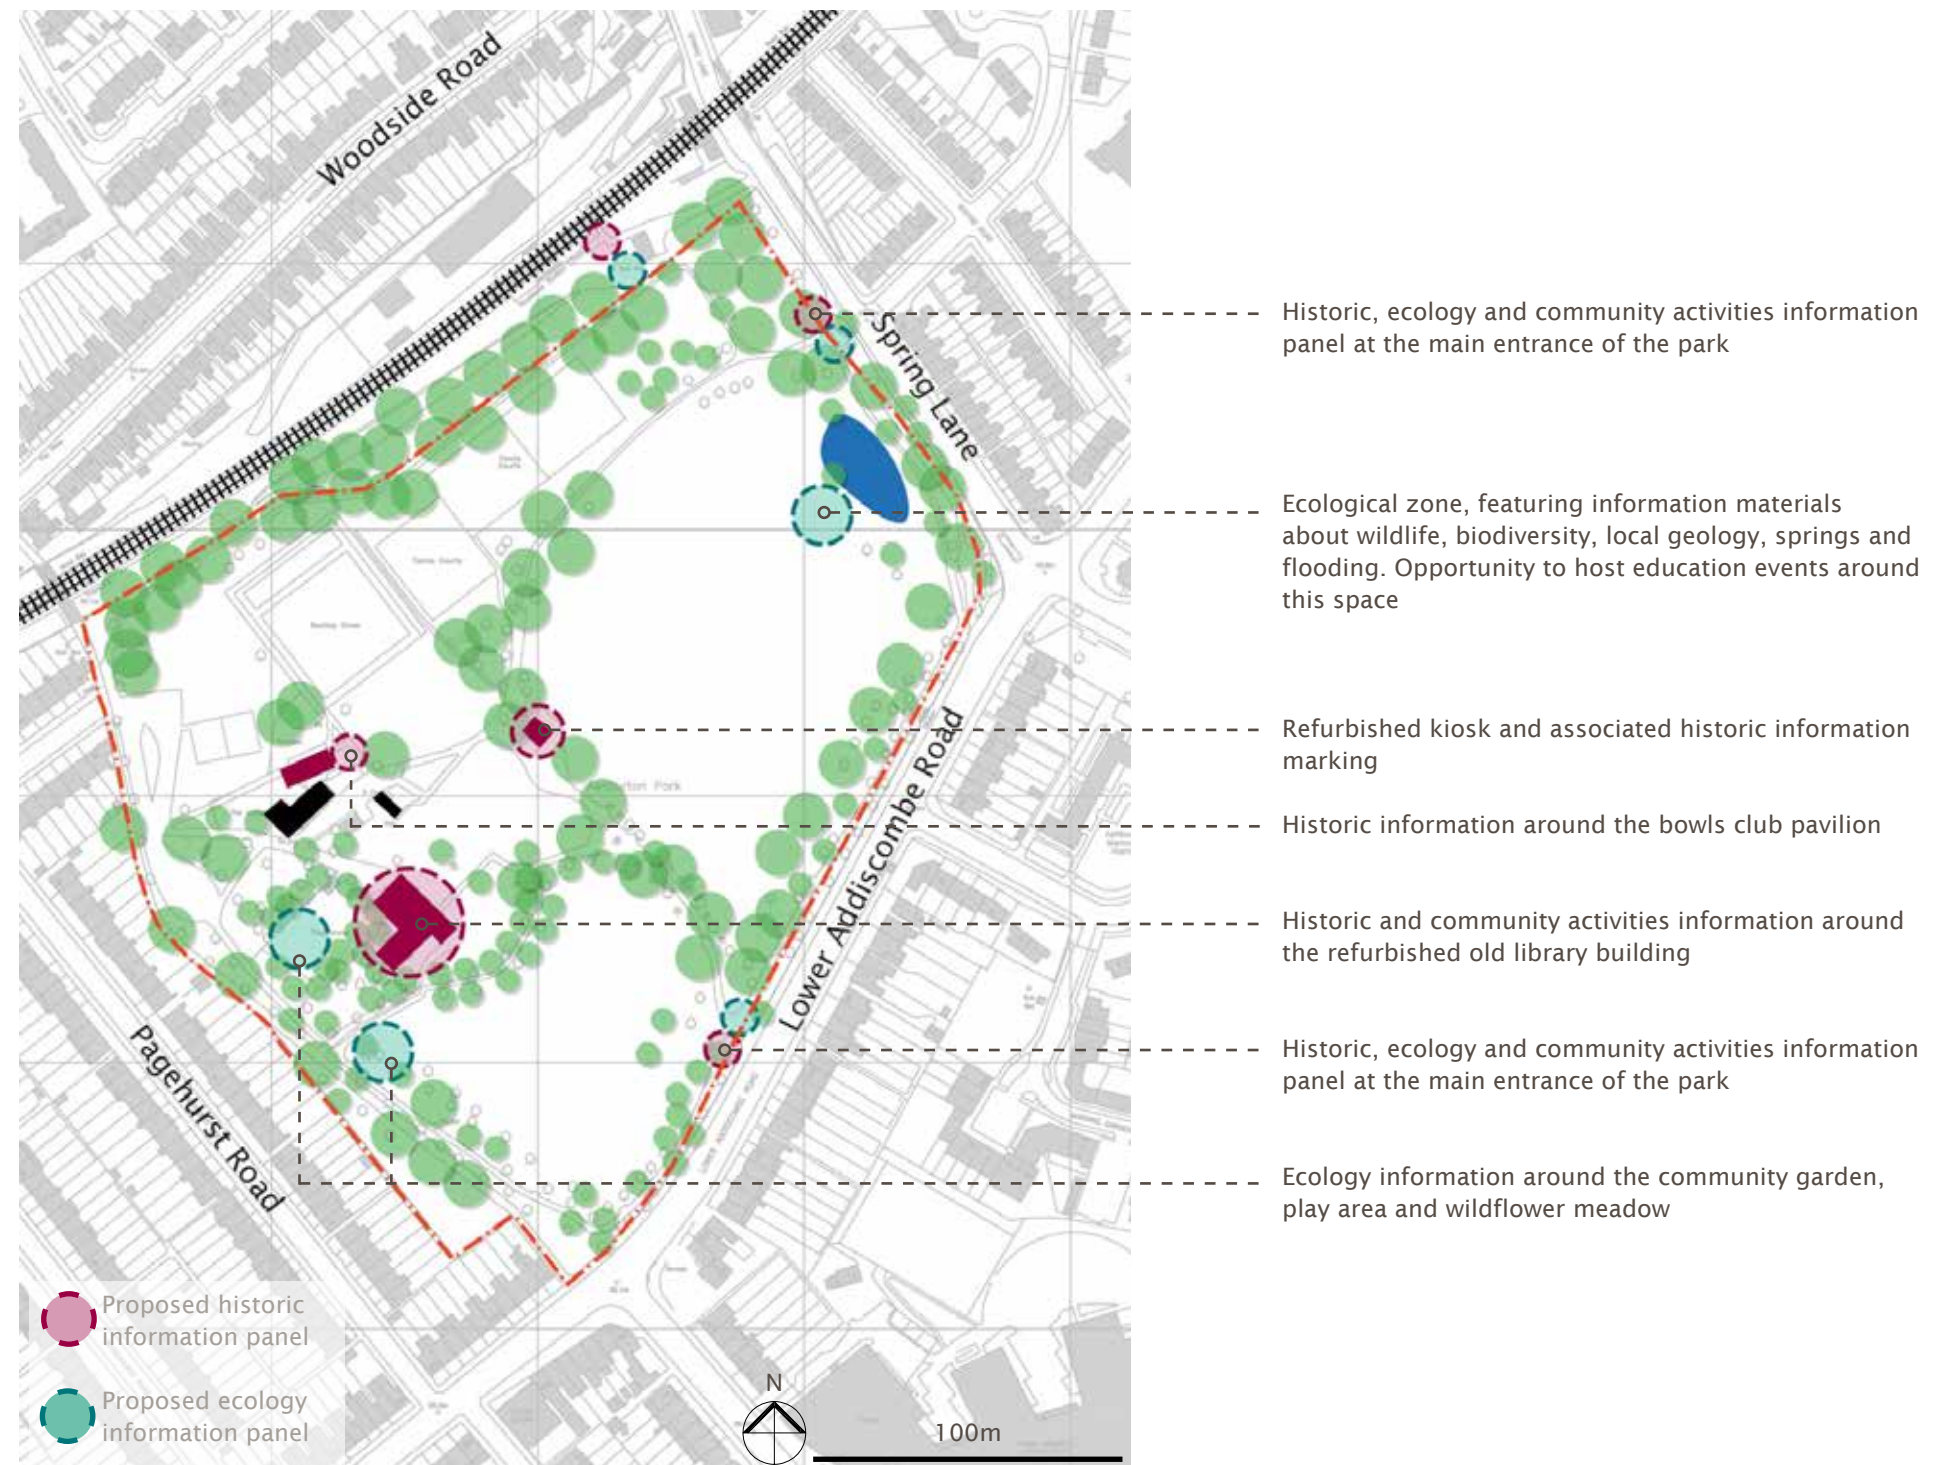 Woodside Road
Spring Lane
Historic, ecology and community activities information
panel at the main entrance of the park
Ecological zone, featuring information materials
about wildlife, biodiversity, local geology, springs and
flooding. Opportunity to host education events around
this space
Refurbished kiosk and associated historic information
marking
Historic information around the bowls club pavilion
Historic and community activities information around
the refurbished old library building
Lower Addiscombe Road
Historic, ecology and community activities information
panel at the main entrance of the park
Pagehurst Road
Ecology information around the community garden,
play area and wildflower meadow
Proposed historic
information panel
Proposed ecology
information panel
N
100m